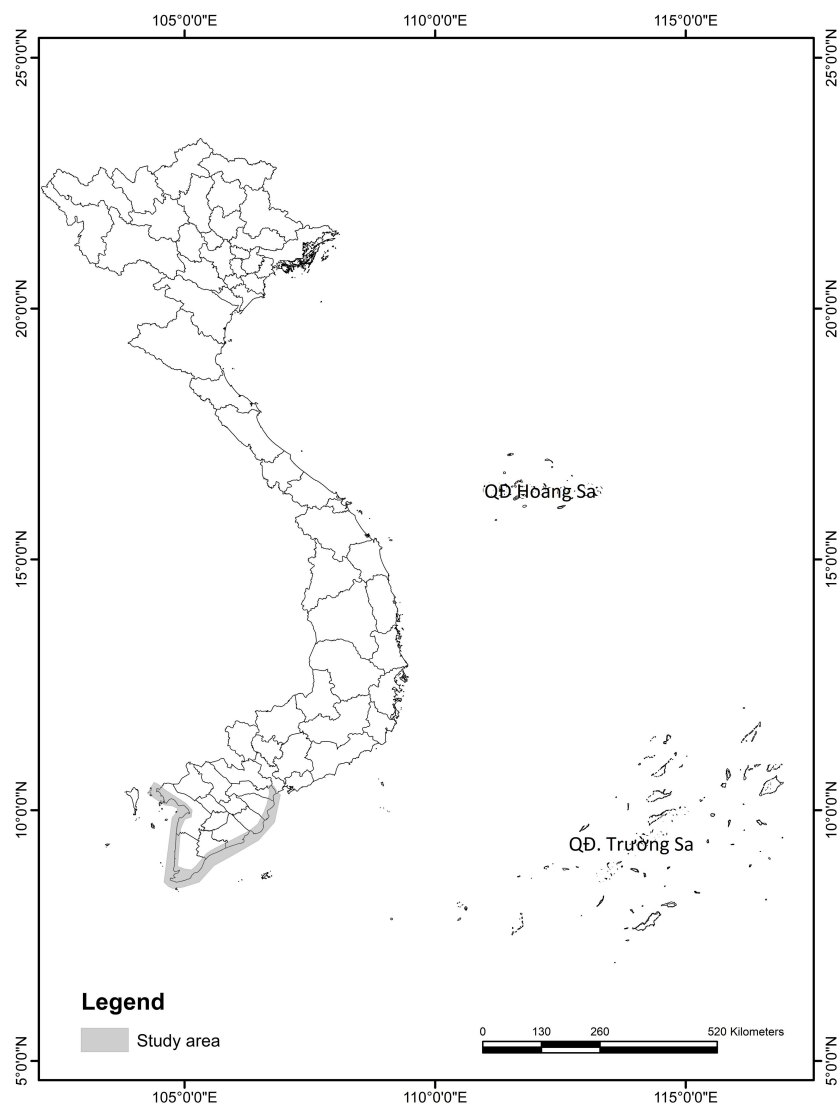 105°0'0"E 110°0'0"E 115°0'0"E
25°0'0"N 25°0'0"N
20°0'0"N 20°0'0"N
QĐ Hoàng Sa
15°0'0"N 15°0'0"N
10°0'0"N 10°0'0"N
QĐ. Trường Sa
Legend
Study area
0 130 260 520 Kilometers
5°0'0"N 5°0'0"N
105°0'0"E 110°0'0"E 115°0'0"E